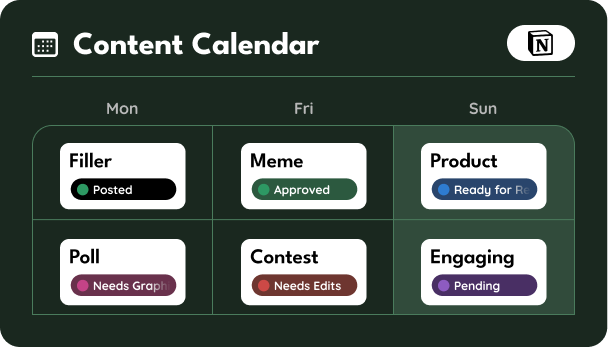 Content Calendar
N
Mon Fri Sun
Filler Meme Product
Posted Approved Ready for Re
Poll Contest Engaging
Needs Graph Needs Edits Pending